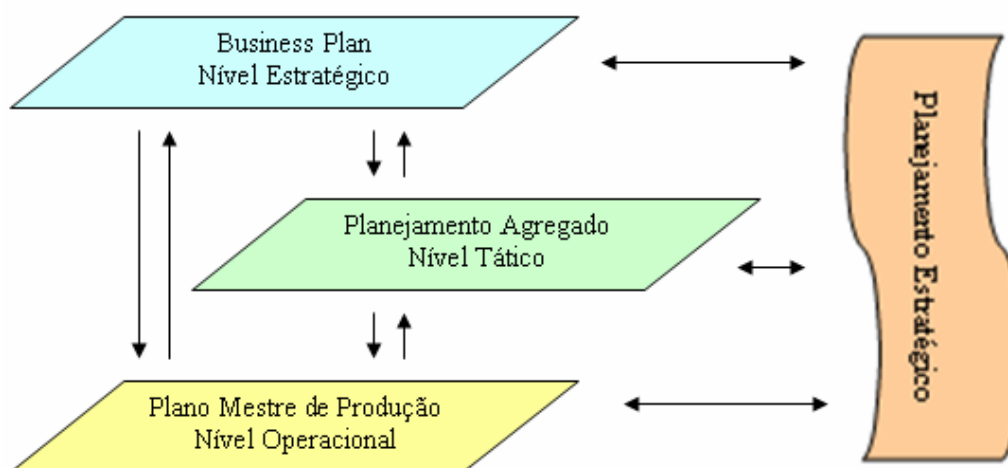 Business Plan
Nível Estratégico
Planejamento Agregado
Nível Tático
Plano Mestre de Produção
Nível Operacional
Planejamento Estratégico